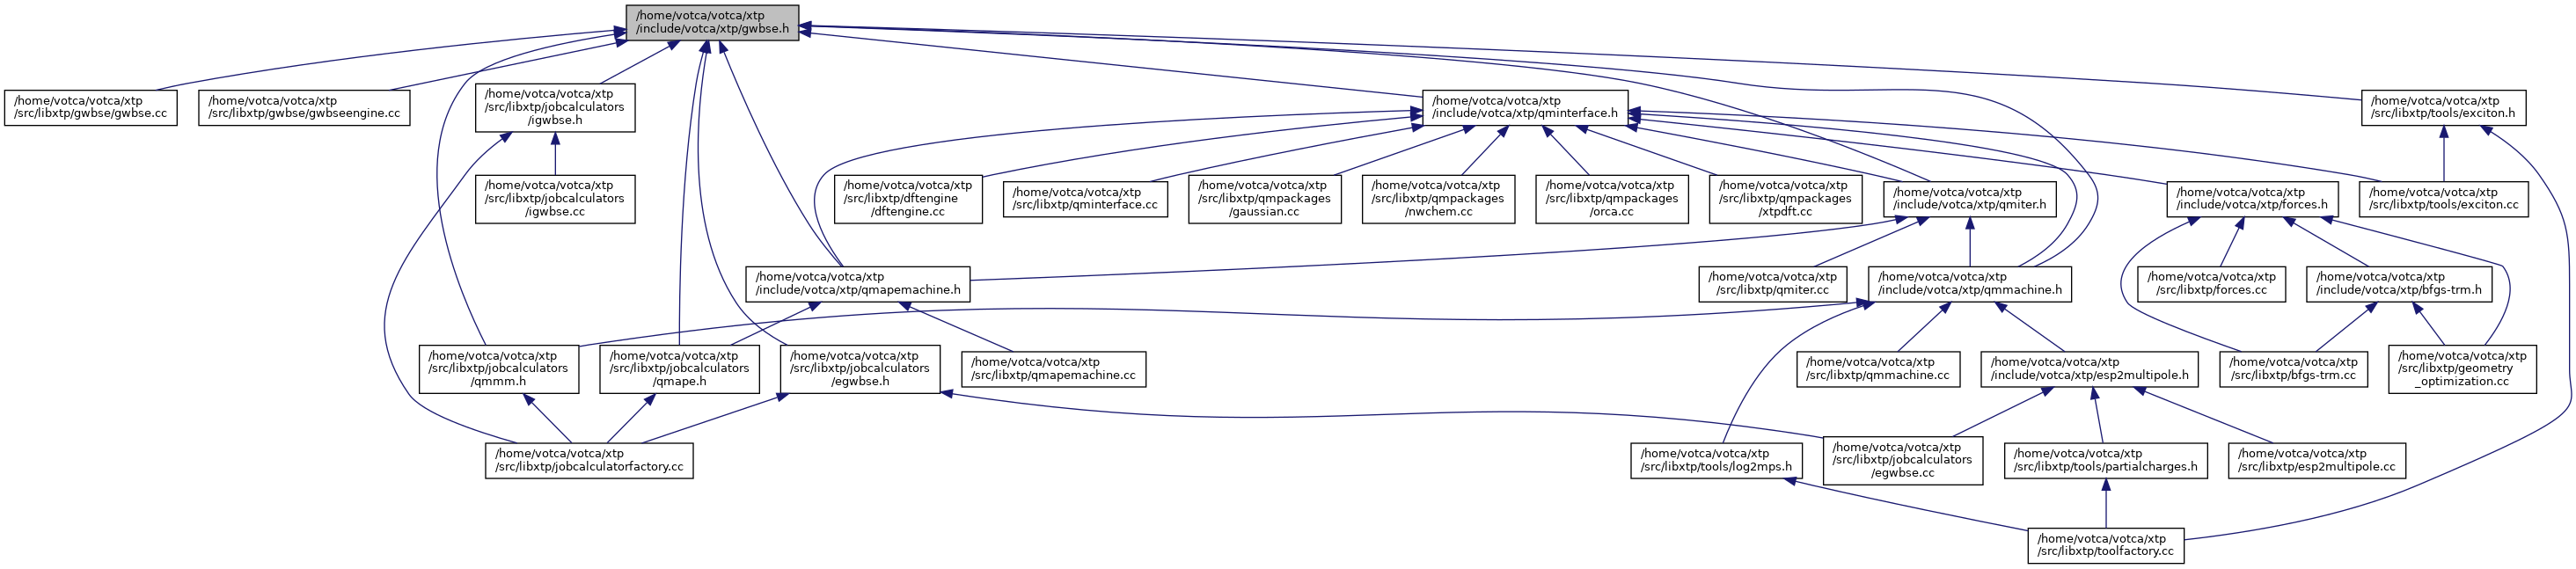 /home/votca/votca/xtp
/include/votca/xtp/gwbse.h
/home/votca/votca/xtp
/src/libxtp/gwbse/gwbse.cc
/home/votca/votca/xtp
/src/libxtp/gwbse/gwbseengine.cc
/home/votca/votca/xtp
/src/libxtp/jobcalculators
/igwbse.h
/home/votca/votca/xtp
/include/votca/xtp/qminterface.h
/home/votca/votca/xtp
/src/libxtp/tools/exciton.h
/home/votca/votca/xtp
/src/libxtp/jobcalculators
/igwbse.cc
/home/votca/votca/xtp
/src/libxtp/dftengine
/dftengine.cc
/home/votca/votca/xtp
/src/libxtp/qminterface.cc
/home/votca/votca/xtp
/src/libxtp/qmpackages
/gaussian.cc
/home/votca/votca/xtp
/src/libxtp/qmpackages
/nwchem.cc
/home/votca/votca/xtp
/src/libxtp/qmpackages
/orca.cc
/home/votca/votca/xtp
/src/libxtp/qmpackages
/xtpdft.cc
/home/votca/votca/xtp
/include/votca/xtp/qmiter.h
/home/votca/votca/xtp
/include/votca/xtp/forces.h
/home/votca/votca/xtp
/src/libxtp/tools/exciton.cc
/home/votca/votca/xtp
/include/votca/xtp/qmapemachine.h
/home/votca/votca/xtp
/src/libxtp/qmiter.cc
/home/votca/votca/xtp
/include/votca/xtp/qmmachine.h
/home/votca/votca/xtp
/src/libxtp/forces.cc
/home/votca/votca/xtp
/include/votca/xtp/bfgs-trm.h
/home/votca/votca/xtp
/src/libxtp/jobcalculators
/qmmm.h
/home/votca/votca/xtp
/src/libxtp/jobcalculators
/qmape.h
/home/votca/votca/xtp
/src/libxtp/jobcalculators
/egwbse.h
/home/votca/votca/xtp
/src/libxtp/qmapemachine.cc
/home/votca/votca/xtp
/src/libxtp/qmmachine.cc
/home/votca/votca/xtp
/include/votca/xtp/esp2multipole.h
/home/votca/votca/xtp
/src/libxtp/bfgs-trm.cc
/home/votca/votca/xtp
/src/libxtp/geometry
_optimization.cc
/home/votca/votca/xtp
/src/libxtp/jobcalculatorfactory.cc
/home/votca/votca/xtp
/src/libxtp/tools/log2mps.h
/home/votca/votca/xtp
/src/libxtp/jobcalculators
/egwbse.cc
/home/votca/votca/xtp
/src/libxtp/tools/partialcharges.h
/home/votca/votca/xtp
/src/libxtp/esp2multipole.cc
/home/votca/votca/xtp
/src/libxtp/toolfactory.cc